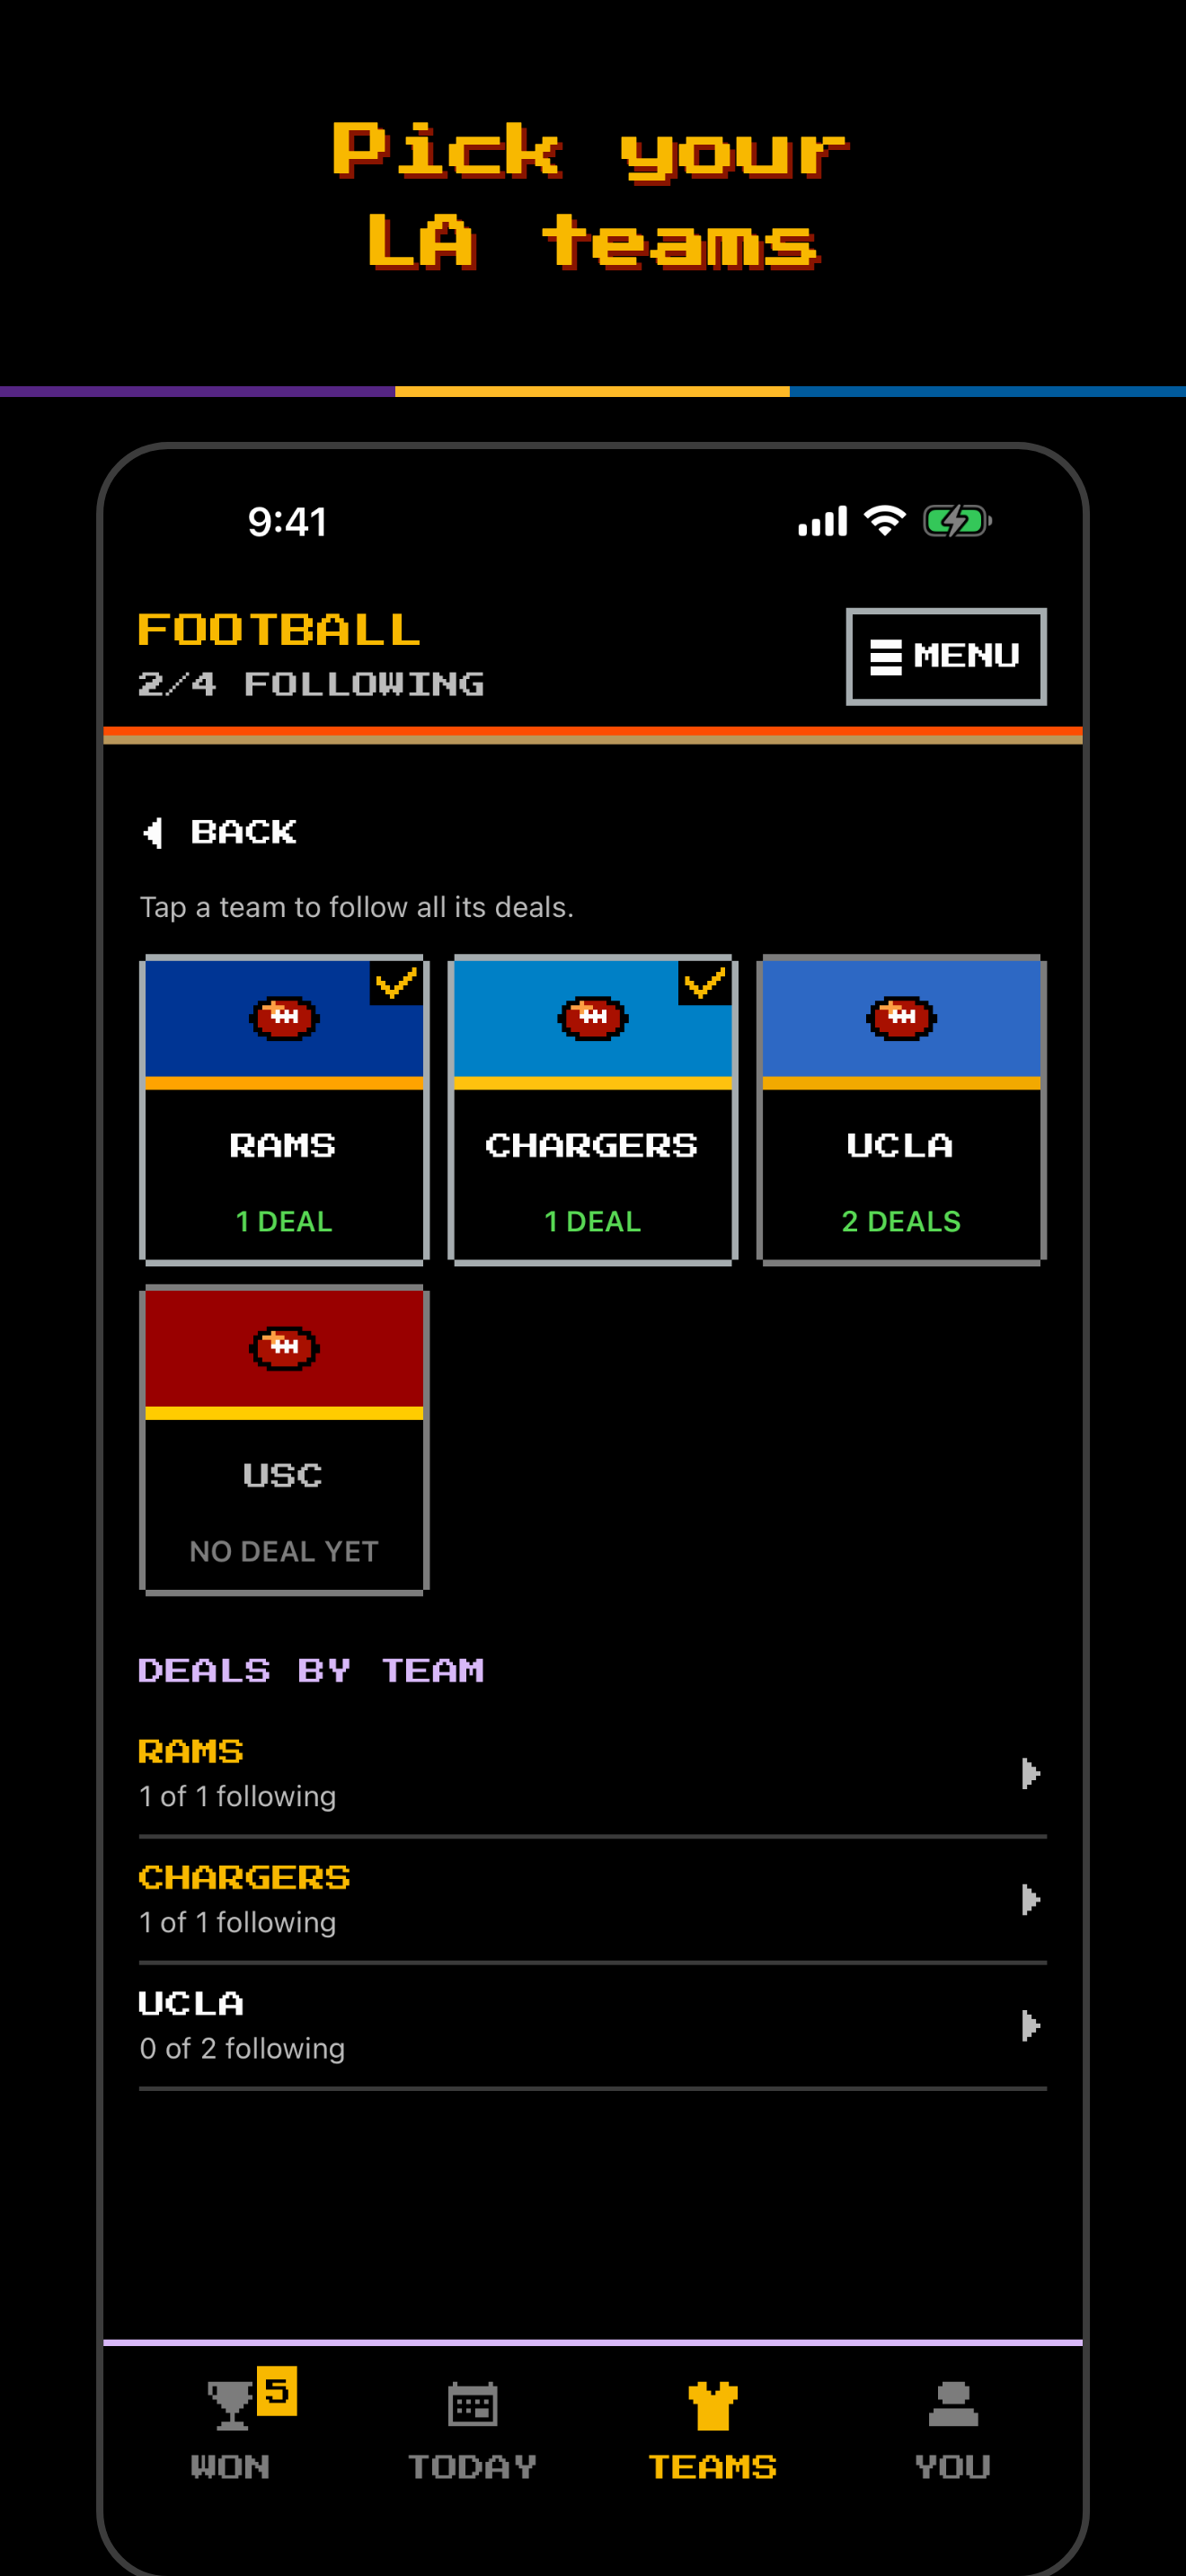 Pick your
LA teams
9:41
FOOTBALL
2/4 FOLLOWING
MENU
BACK
Tap a team to follow all its deals.
RAMS
1 DEAL
CHARGERS
1 DEAL
UCLA
2 DEALS
USC
NO DEAL YET
DEALS BY TEAM
RAMS
1 of 1 following
CHARGERS
1 of 1 following
UCLA
0 of 2 following
5
WON
TODAY
TEAMS
YOU